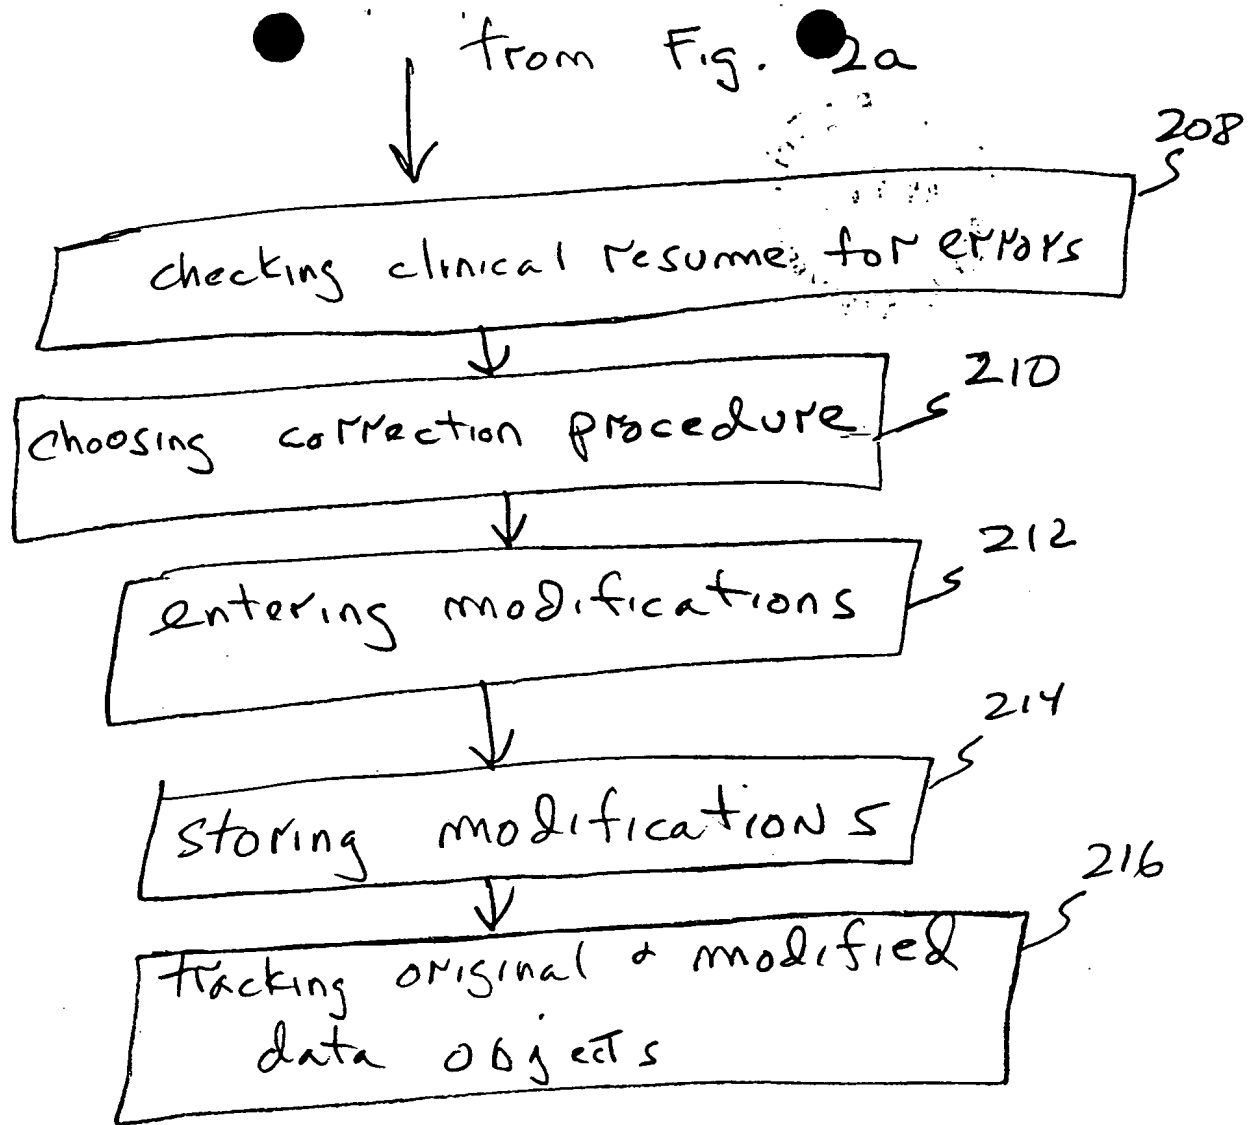 from Fig. 2a
208
checking clinical resume for errors
210
choosing correction procedure
212
entering modifications
214
storing modifications
216
Tracking original & modified
data objects